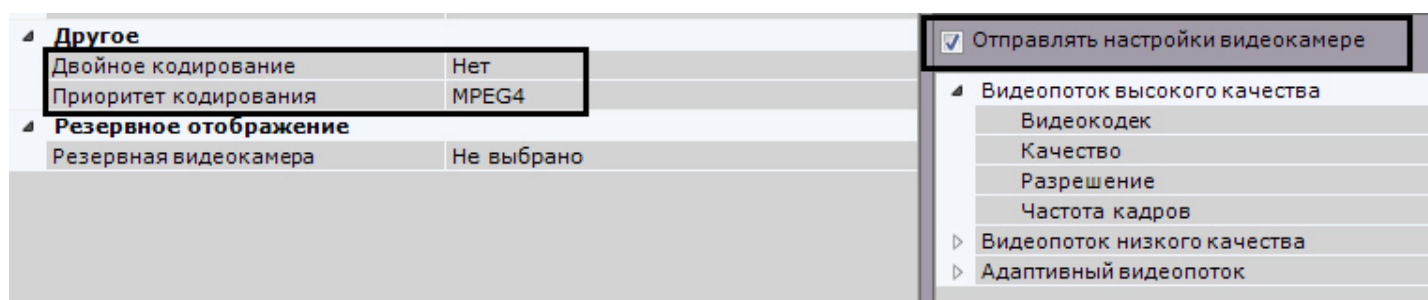 Другое
Двойное кодирование Нет
Приоритет кодирования MPEG4
Резервное отображение
Резервная видеокамера Не выбрано
Отправлять настройки видеокамере
Видеопоток высокого качества
Видеокодек
Качество
Разрешение
Частота кадров
Видеопоток низкого качества
Адаптивный видеопоток